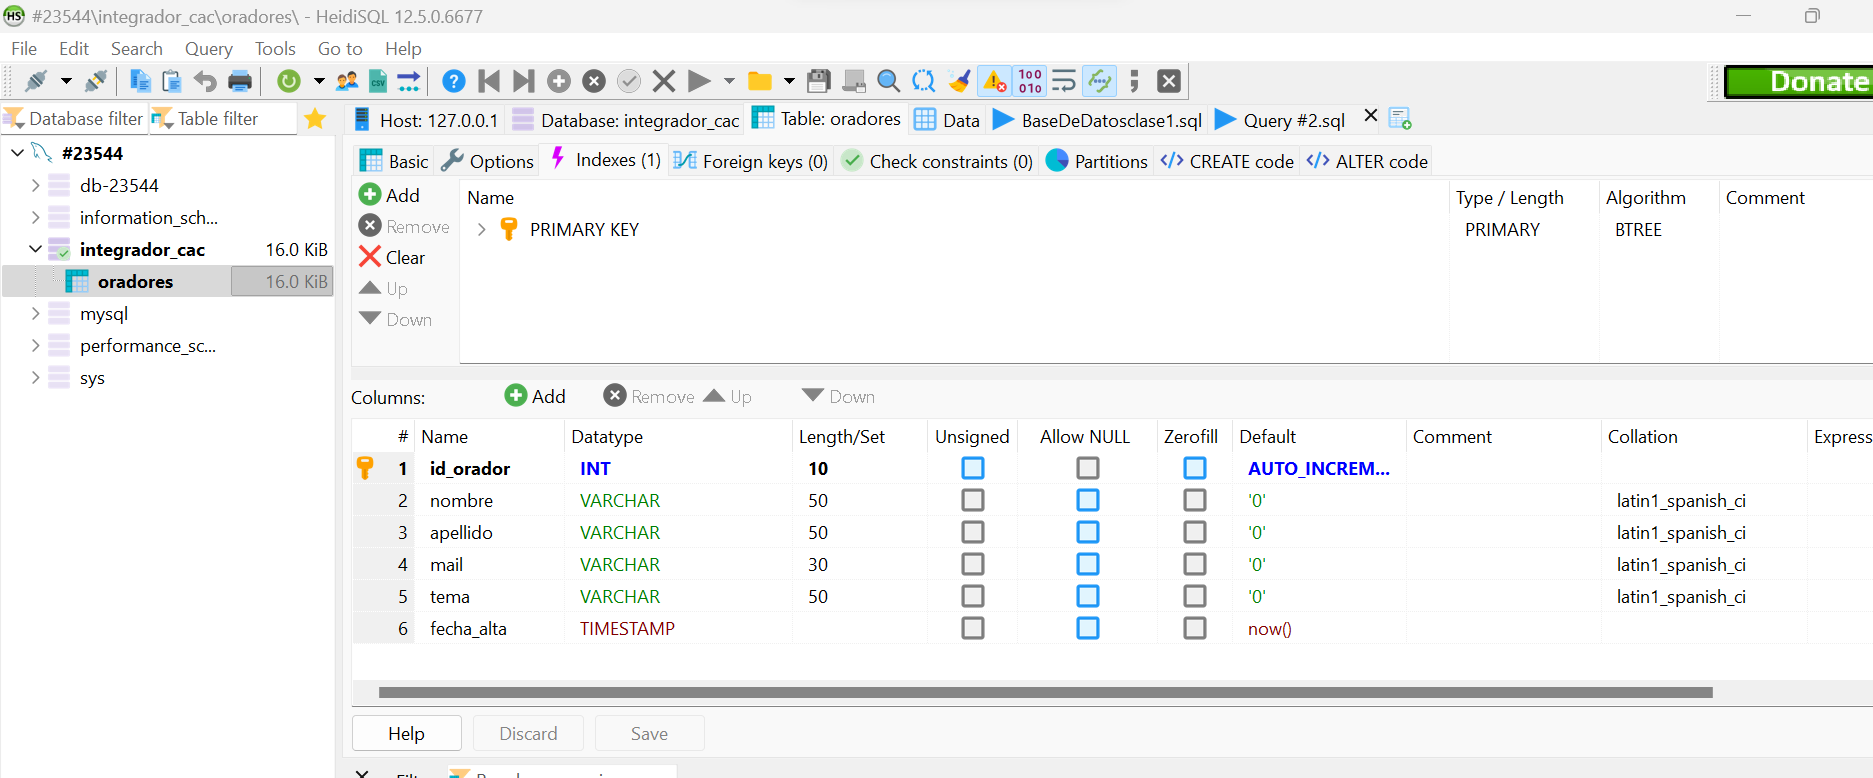 #23544\integrador_cac\oradores\ - HeidiSQL 12.5.0.6677
File Edit Search Query Tools Go to Help
Donate
Database filter Table filter
Host: 127.0.0.1 Database: integrador_cac Table: oradores Data BaseDeDatosclase1.sql Query #2.sql
#23544
db-23544
information_sch...
integrador_cac 16.0 KiB
oradores 16.0 KiB
mysql
performance_sc...
sys
Basic Options Indexes (1) Foreign keys (0) Check constraints (0) Partitions CREATE code ALTER code
Add
Remove
Clear
Up
Down
Name Type / Length Algorithm Comment
PRIMARY KEY PRIMARY BTREE
Columns: Add Remove Up Down
# Name Datatype Length/Set Unsigned Allow NULL Zerofill Default Comment Collation Express
1 id_orador INT 10 AUTO_INCREM...
2 nombre VARCHAR 50 '0' latin1_spanish_ci
3 apellido VARCHAR 50 '0' latin1_spanish_ci
4 mail VARCHAR 30 '0' latin1_spanish_ci
5 tema VARCHAR 50 '0' latin1_spanish_ci
6 fecha_alta TIMESTAMP now()
Help Discard Save